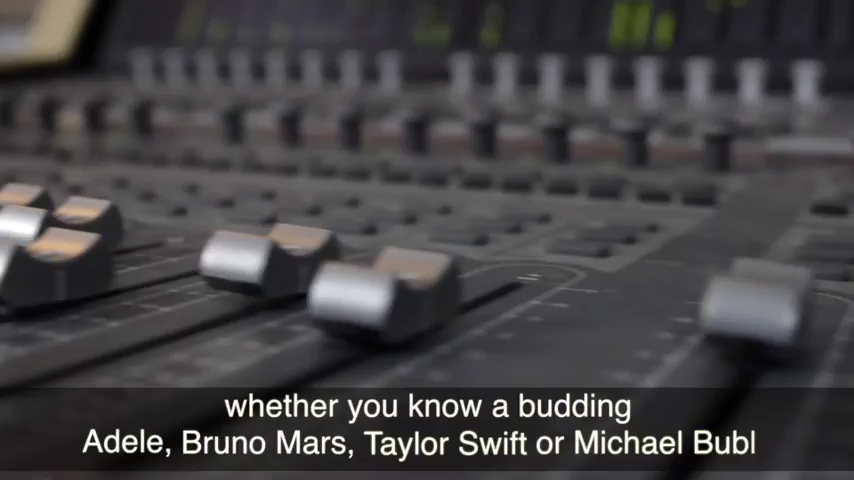 whether you know a budding
Adele, Bruno Mars, Taylor Swift or Michael Bubl